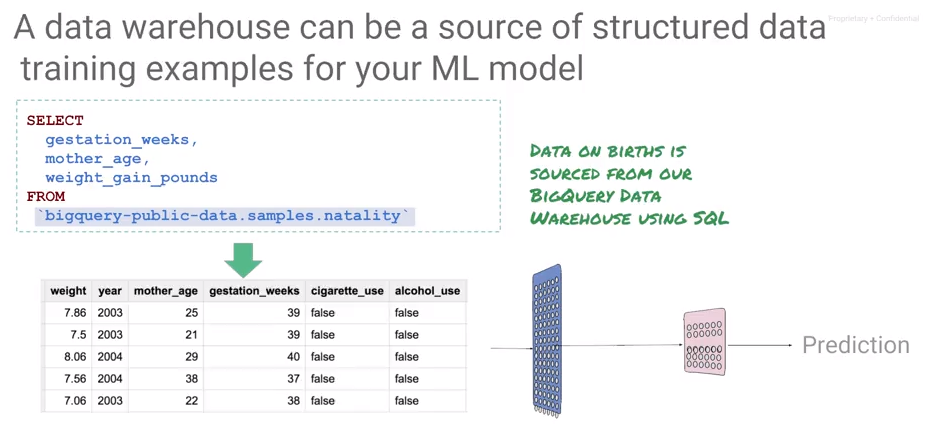 Proprietary + Confidential
A data warehouse can be a source of structured data
training examples for your ML model
SELECT
gestation_weeks,
mother_age,
weight_gain_pounds
FROM
`bigquery-public-data.samples.natality`
DATA ON BIRTHS IS
SOURCED FROM OUR
BIGQUERY DATA
WAREHOUSE USING SQL
weight year mother_age gestation_weeks cigarette_use alcohol_use
7.86 2003 25 39 false false
7.5 2003 21 39 false false
8.06 2004 29 40 false false
7.56 2004 38 37 false false
7.06 2003 22 38 false false
Prediction